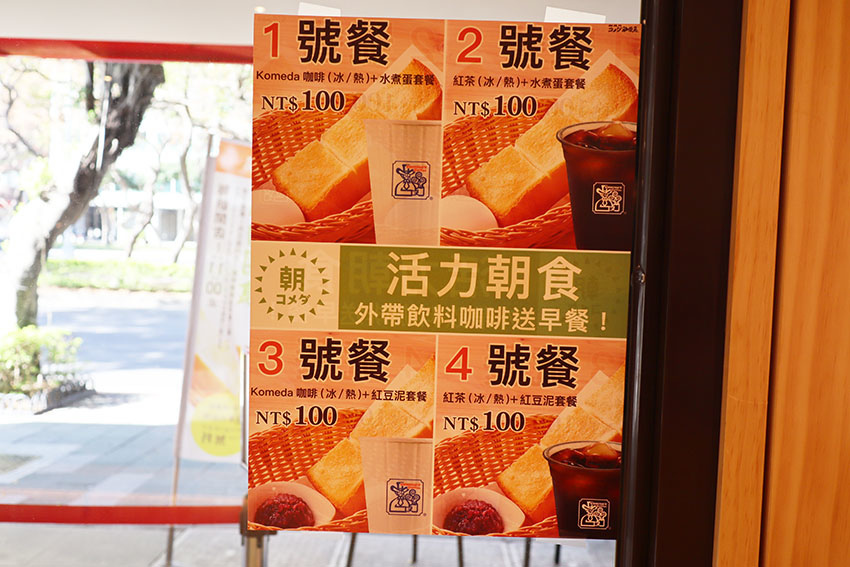 1 號餐
Komeda 咖啡(冰/熱)+水煮蛋套餐
NT$100
2 號餐
紅茶(冰/熱)+水煮蛋套餐
NT$100
朝
コメダ
活力朝食
外帶飲料咖啡送早餐!
3 號餐
Komeda 咖啡(冰/熱)+紅豆泥套餐
NT$100
4 號餐
紅茶(冰/熱)+紅豆泥套餐
NT$100